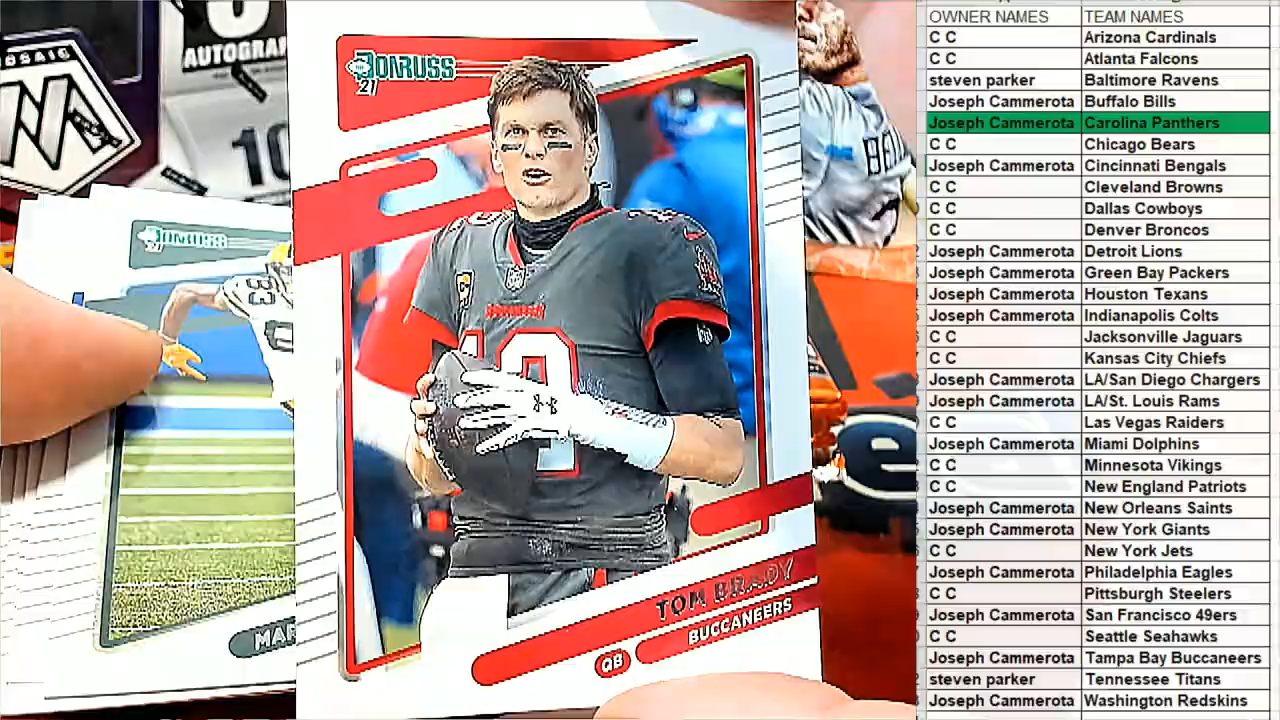 MOSAIC
AUTOGRAPH
10
DONRUSS
21
DONRUSS
BUCCANEERS
TOM BRADY
BUCCANEERS
QB
MAR
OWNER NAMES TEAM NAMES
C C Arizona Cardinals
C C Atlanta Falcons
steven parker Baltimore Ravens
Joseph Cammerota Buffalo Bills
Joseph Cammerota Carolina Panthers
C C Chicago Bears
Joseph Cammerota Cincinnati Bengals
C C Cleveland Browns
C C Dallas Cowboys
C C Denver Broncos
Joseph Cammerota Detroit Lions
Joseph Cammerota Green Bay Packers
Joseph Cammerota Houston Texans
Joseph Cammerota Indianapolis Colts
C C Jacksonville Jaguars
C C Kansas City Chiefs
Joseph Cammerota LA/San Diego Chargers
Joseph Cammerota LA/St. Louis Rams
C C Las Vegas Raiders
Joseph Cammerota Miami Dolphins
C C Minnesota Vikings
C C New England Patriots
Joseph Cammerota New Orleans Saints
Joseph Cammerota New York Giants
C C New York Jets
Joseph Cammerota Philadelphia Eagles
C C Pittsburgh Steelers
Joseph Cammerota San Francisco 49ers
C C Seattle Seahawks
Joseph Cammerota Tampa Bay Buccaneers
steven parker Tennessee Titans
Joseph Cammerota Washington Redskins